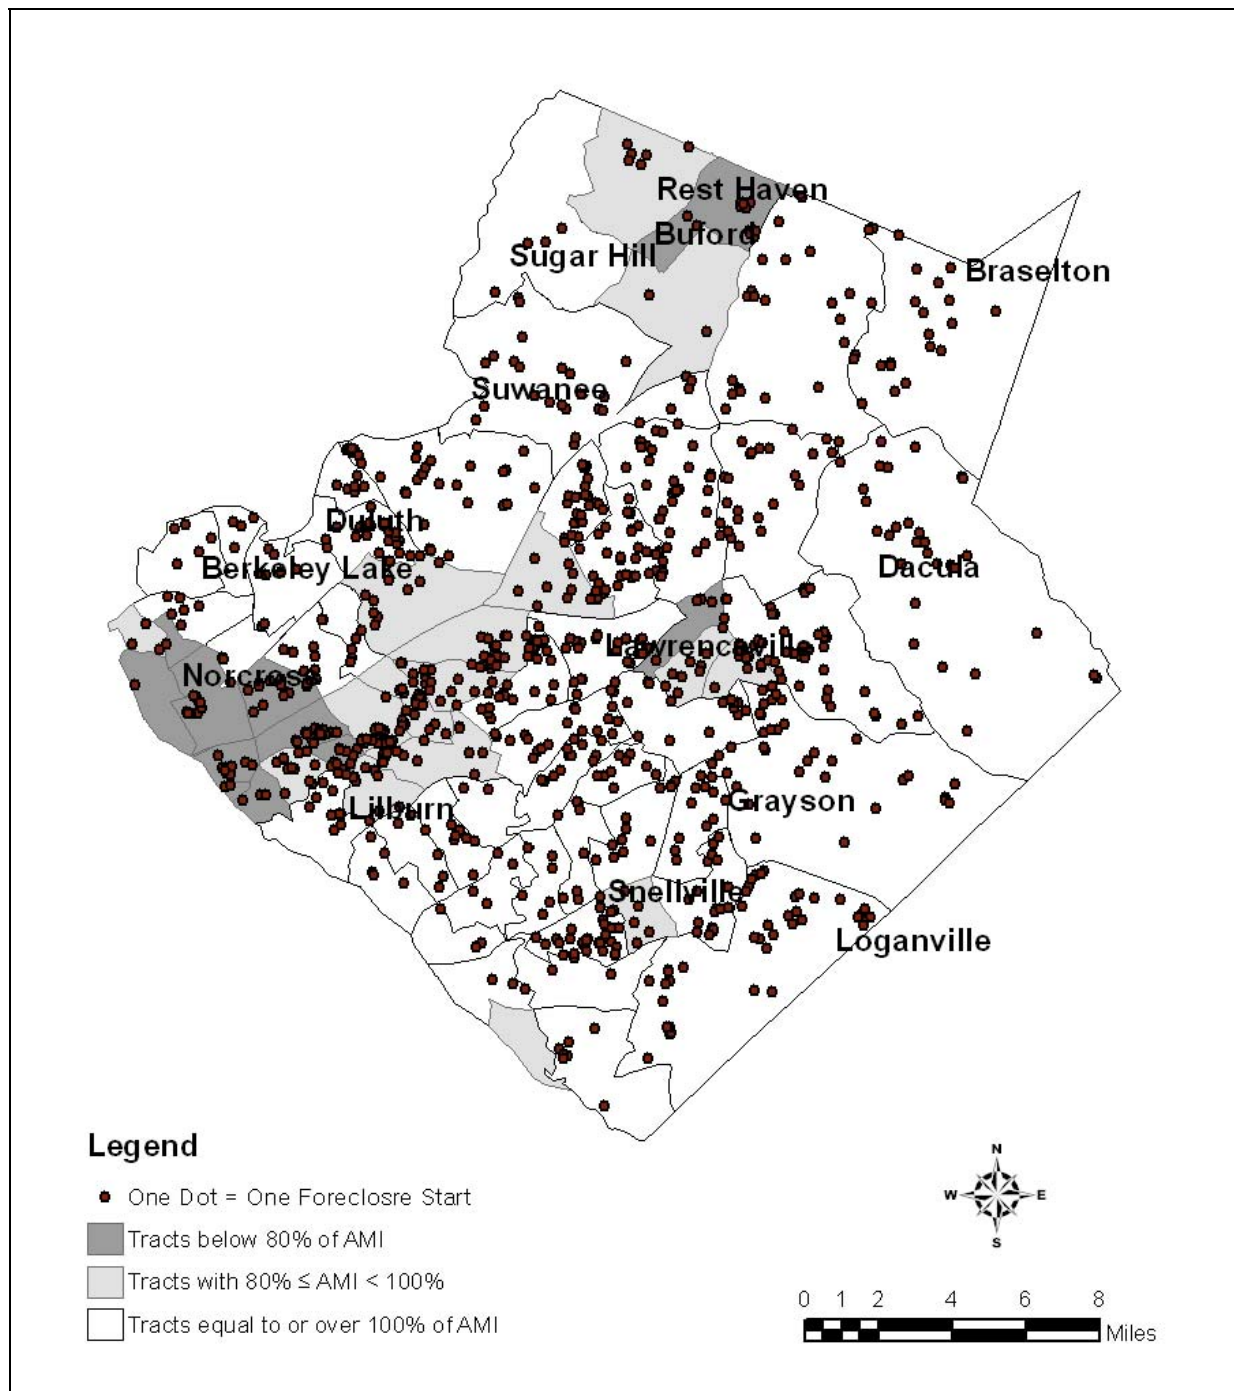 Rest Haven
Buford
Sugar Hill
Braselton
Suwanee
Duluth
Berkeley Lake
Dacula
Lawrenceville
Norcross
Lilburn
Grayson
Snellville
Loganville
Legend
One Dot = One Foreclosre Start
Tracts below 80% of AMI
Tracts with 80% ≤ AMI < 100%
Tracts equal to or over 100% of AMI
N
W E
S
0 1 2 4 6 8
Miles